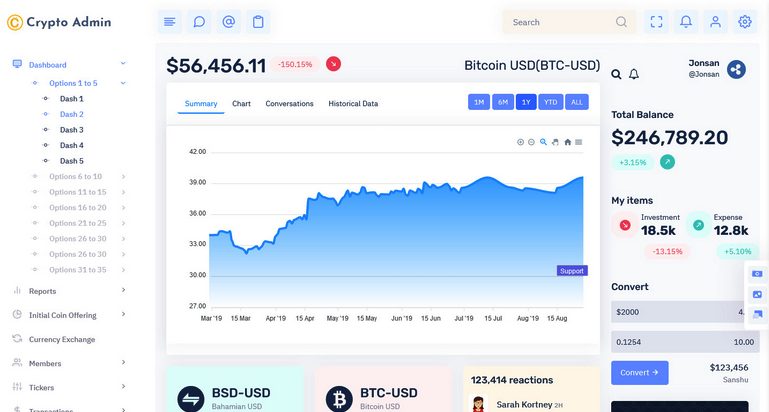 Crypto Admin
Search
Dashboard
Options 1 to 5
Dash 1
Dash 2
Dash 3
Dash 4
Dash 5
Options 6 to 10
Options 11 to 15
Options 16 to 20
Options 21 to 25
Options 26 to 30
Options 26 to 30
Options 31 to 35
Reports
Initial Coin Offering
Currency Exchange
Members
Tickers
Transactions
$56,456.11 -150.15%
Bitcoin USD(BTC-USD)
Summary Chart Conversations Historical Data
1M 6M 1Y YTD ALL
42.00
39.00
36.00
33.00
30.00
27.00
Support
Mar '19 15 Mar Apr '19 15 Apr May '19 15 May Jun '19 15 Jun Jul '19 15 Jul Aug '19 15 Aug
BSD-USD
Bahamian USD
BTC-USD
Bitcoin USD
123,414 reactions
Sarah Kortney 2H
Jonsan
@Jonsan
Total Balance
$246,789.20
+3.15%
My items
Investment
18.5k
-13.15%
Expense
12.8k
+5.10%
Convert
$2000 4.
0.1254 10.00
Convert →
$123,456
Sanshu